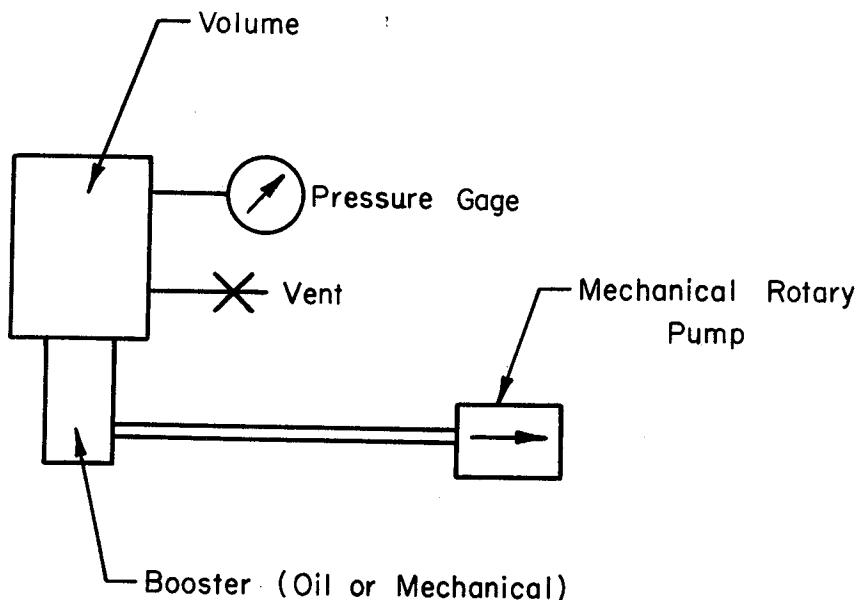 Volume
Pressure Gage
Vent
Mechanical Rotary
Pump
Booster (Oil or Mechanical)